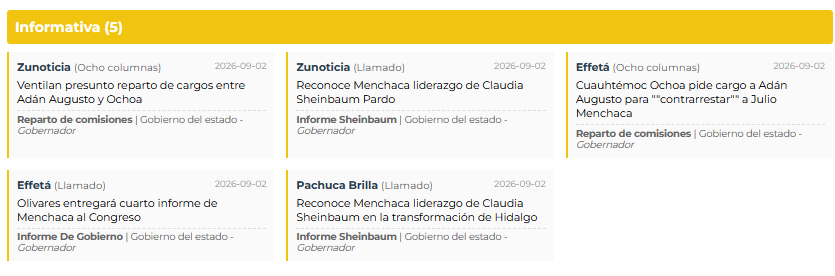 Informativa (5)
Zunoticia (Ocho columnas) 2026-09-02
Ventilan presunto reparto de cargos entre
Adán Augusto y Ochoa
Reparto de comisiones | Gobierno del estado -
Gobernador
Zunoticia (Llamado) 2026-09-02
Reconoce Menchaca liderazgo de Claudia
Sheinbaum Pardo
Informe Sheinbaum | Gobierno del estado -
Gobernador
Effetá (Ocho columnas) 2026-09-02
Cuauhtémoc Ochoa pide cargo a Adán
Augusto para ""contrarrestar"" a Julio
Menchaca
Reparto de comisiones | Gobierno del estado -
Gobernador
Effetá (Llamado) 2026-09-02
Olivares entregará cuarto informe de
Menchaca al Congreso
Informe De Gobierno | Gobierno del estado -
Gobernador
Pachuca Brilla (Llamado) 2026-09-02
Reconoce Menchaca liderazgo de Claudia
Sheinbaum en la transformación de Hidalgo
Informe Sheinbaum | Gobierno del estado -
Gobernador